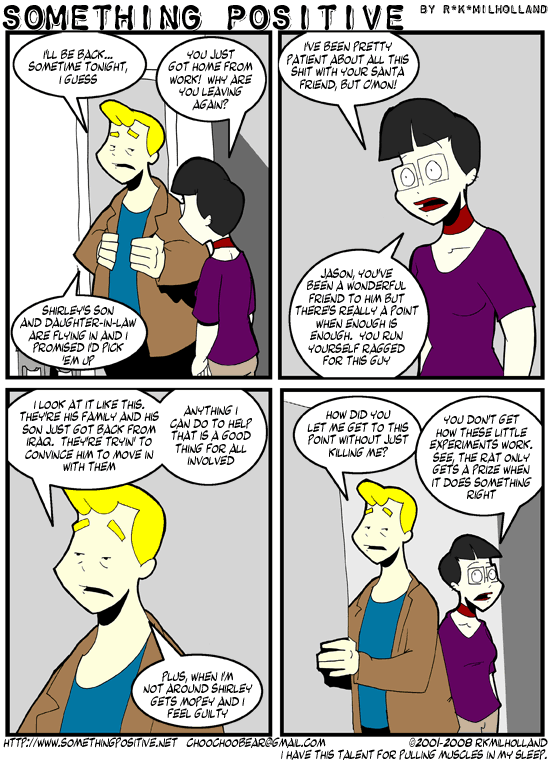 SOMETHING POSITIVE BY R*K*MILHOLLAND
I'LL BE BACK...
SOMETIME TONIGHT,
I GUESS
YOU JUST
GOT HOME FROM
WORK! WHY ARE
YOU LEAVING
AGAIN?
SHIRLEY'S SON
AND DAUGHTER-IN-LAW
ARE FLYING IN AND I
PROMISED I'D PICK
'EM UP
I'VE BEEN PRETTY
PATIENT ABOUT ALL THIS
SHIT WITH YOUR SANTA
FRIEND, BUT C'MON!
JASON, YOU'VE
BEEN A WONDERFUL
FRIEND TO HIM BUT
THERE'S REALLY A POINT
WHEN ENOUGH IS
ENOUGH. YOU RUN
YOURSELF RAGGED
FOR THIS GUY
I LOOK AT IT LIKE THIS.
THEY'RE HIS FAMILY AND HIS
SON JUST GOT BACK FROM
IRAQ. THEY'RE TRYIN' TO
CONVINCE HIM TO MOVE IN
WITH THEM
ANYTHING I
CAN DO TO HELP
THAT IS A GOOD
THING FOR ALL
INVOLVED
PLUS, WHEN I'M
NOT AROUND SHIRLEY
GETS MOPEY AND I
FEEL GUILTY
HOW DID YOU
LET ME GET TO THIS
POINT WITHOUT JUST
KILLING ME?
YOU DON'T GET
HOW THESE LITTLE
EXPERIMENTS WORK.
SEE, THE RAT ONLY
GETS A PRIZE WHEN
IT DOES SOMETHING
RIGHT
HTTP://WWW.SOMETHINGPOSITIVE.NET CHOOCHOOBEAR@GMAIL.COM ©2001-2008 RKMILHOLLAND
I HAVE THIS TALENT FOR PULLING MUSCLES IN MY SLEEP.